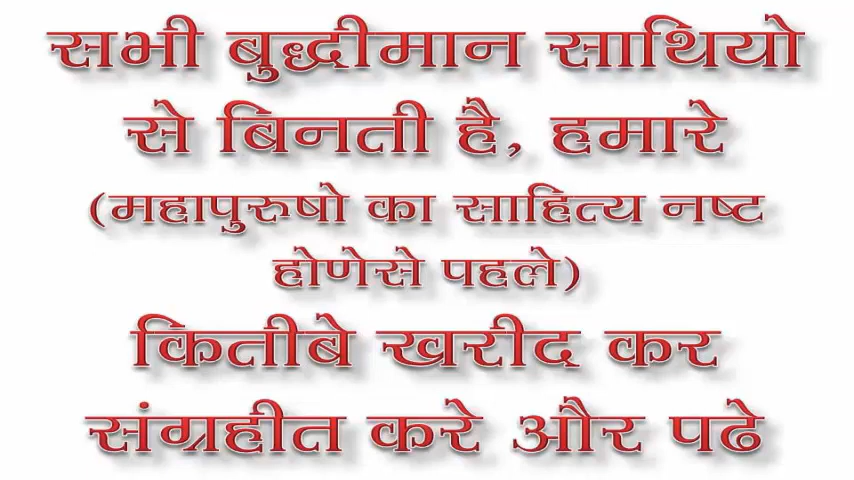 सभी बुद्धीमान साथियो
से बिनती है, हमारे
(महापुरुषो का साहित्य नष्ट
होणेसे पहले)
कितीबे खरीद कर
संग्रहीत करे और पढे